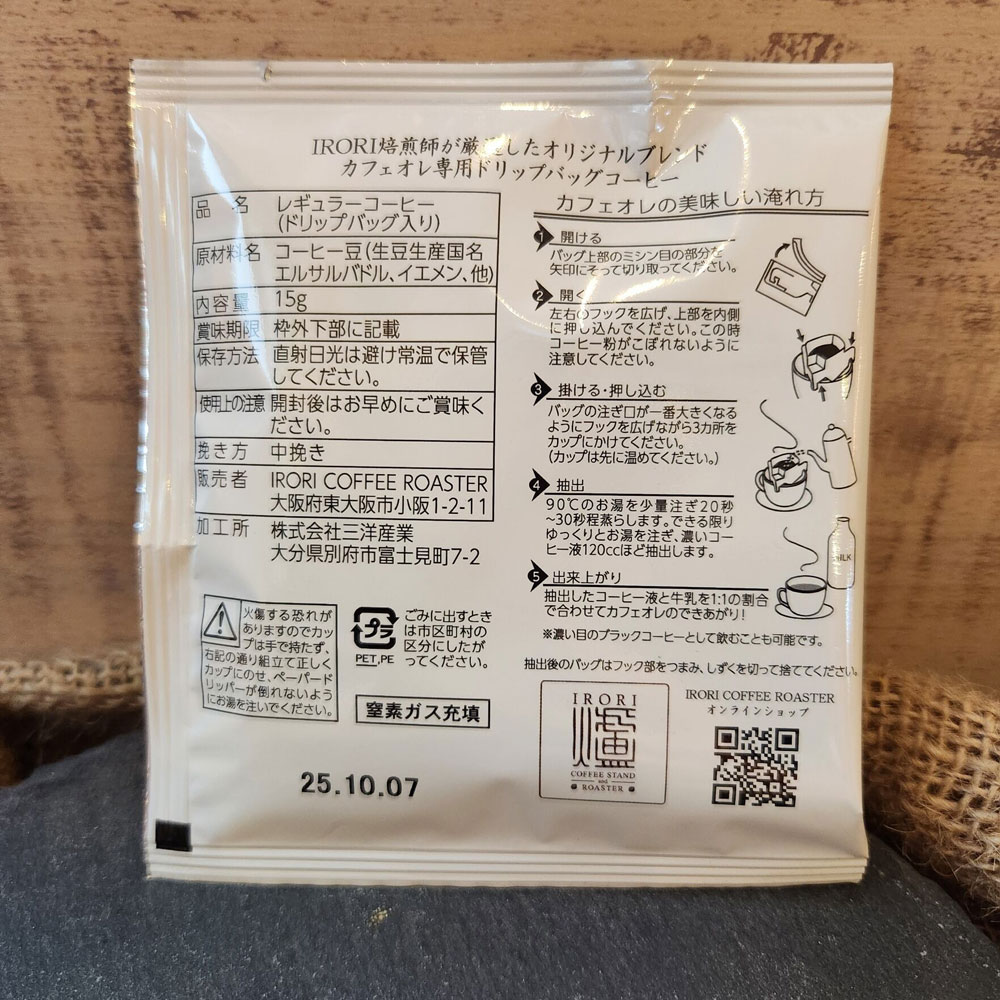 IRORI焙煎師が厳選したオリジナルブレンド
カフェオレ専用ドリップバッグコーヒー
品 名 レギュラーコーヒー
(ドリップバッグ入り)
原材料名 コーヒー豆(生豆生産国名
エルサルバドル、イエメン、他)
内容量 15g
賞味期限 枠外下部に記載
保存方法 直射日光は避け常温で保管
してください。
使用上の注意 開封後はお早めにご賞味く
ださい。
挽き方 中挽き
販売者 IRORI COFFEE ROASTER
大阪府東大阪市小阪1-2-11
加工所 株式会社三洋産業
大分県別府市富士見町7-2
火傷する恐れが
ありますのでカッ
プは手で持たず、
右記の通り組立て正しく
カップにのせ、ペーパード
リッパーが倒れないよう
にお湯を注いでください。
プラ
PET,PE
ごみに出すとき
は市区町村の
区分にしたが
ってください。
窒素ガス充填
25.10.07
カフェオレの美味しい淹れ方
1 開ける
バッグ上部のミシン目の部分を
矢印にそって切り取ってください。
2 開く
左右のフックを広げ、上部を内側
に押し込んでください。この時
コーヒー粉がこぼれないように
注意してください。
3 掛ける・押し込む
バッグの注ぎ口が一番大きくなる
ようにフックを広げながら3カ所を
カップにかけてください。
(カップは先に温めてください。)
4 抽出
90℃のお湯を少量注ぎ20秒
~30秒程蒸らします。できる限り
ゆっくりとお湯を注ぎ、濃いコー
ヒー液120ccほど抽出します。
MILK
5 出来上がり
抽出したコーヒー液と牛乳を1:1の割合
で合わせてカフェオレのできあがり!
※濃い目のブラックコーヒーとして飲むことも可能です。
抽出後のバッグはフック部をつまみ、しずくを切って捨ててください。
IRORI
爐
COFFEE STAND
and
ROASTER
IRORI COFFEE ROASTER
オンラインショップ